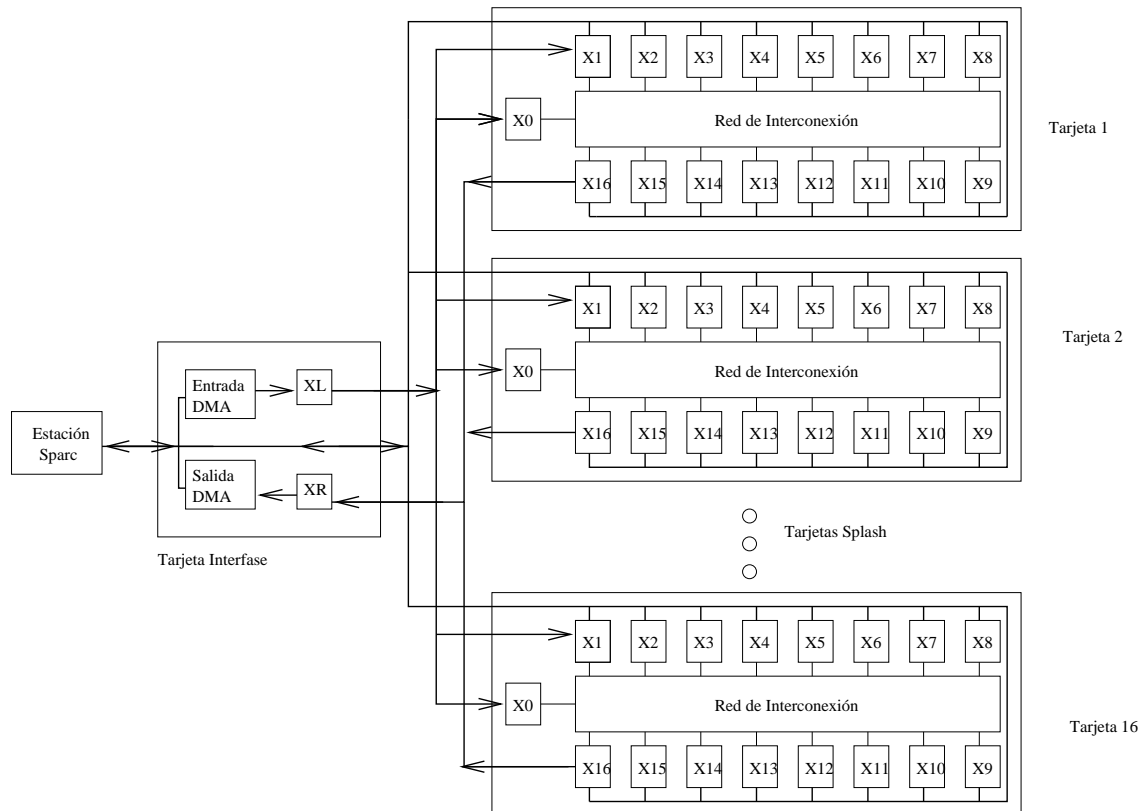 X1 X2 X3 X4 X5 X6 X7 X8
X0
Red de Interconexión
Tarjeta 1
X16 X15 X14 X13 X12 X11 X10 X9
X1 X2 X3 X4 X5 X6 X7 X8
X0
Red de Interconexión
Tarjeta 2
X16 X15 X14 X13 X12 X11 X10 X9
Entrada
DMA
XL
Estación
Sparc
Salida
DMA
XR
Tarjeta Interfase
Tarjetas Splash
X1 X2 X3 X4 X5 X6 X7 X8
X0
Red de Interconexión
Tarjeta 16
X16 X15 X14 X13 X12 X11 X10 X9